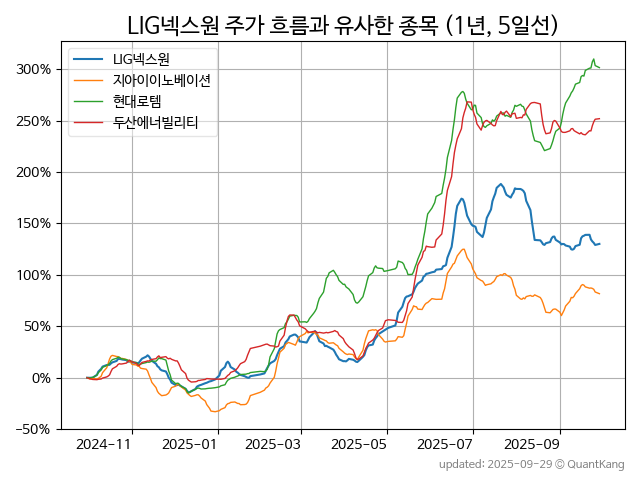 LIG넥스원 주가 흐름과 유사한 종목 (1년, 5일선)
LIG넥스원
지아이이노베이션
현대로템
두산에너빌리티
300%
250%
200%
150%
100%
50%
0%
−50%
2024−11
2025−01
2025−03
2025−05
2025−07
2025−09
updated: 2025-09-29 © QuantKang